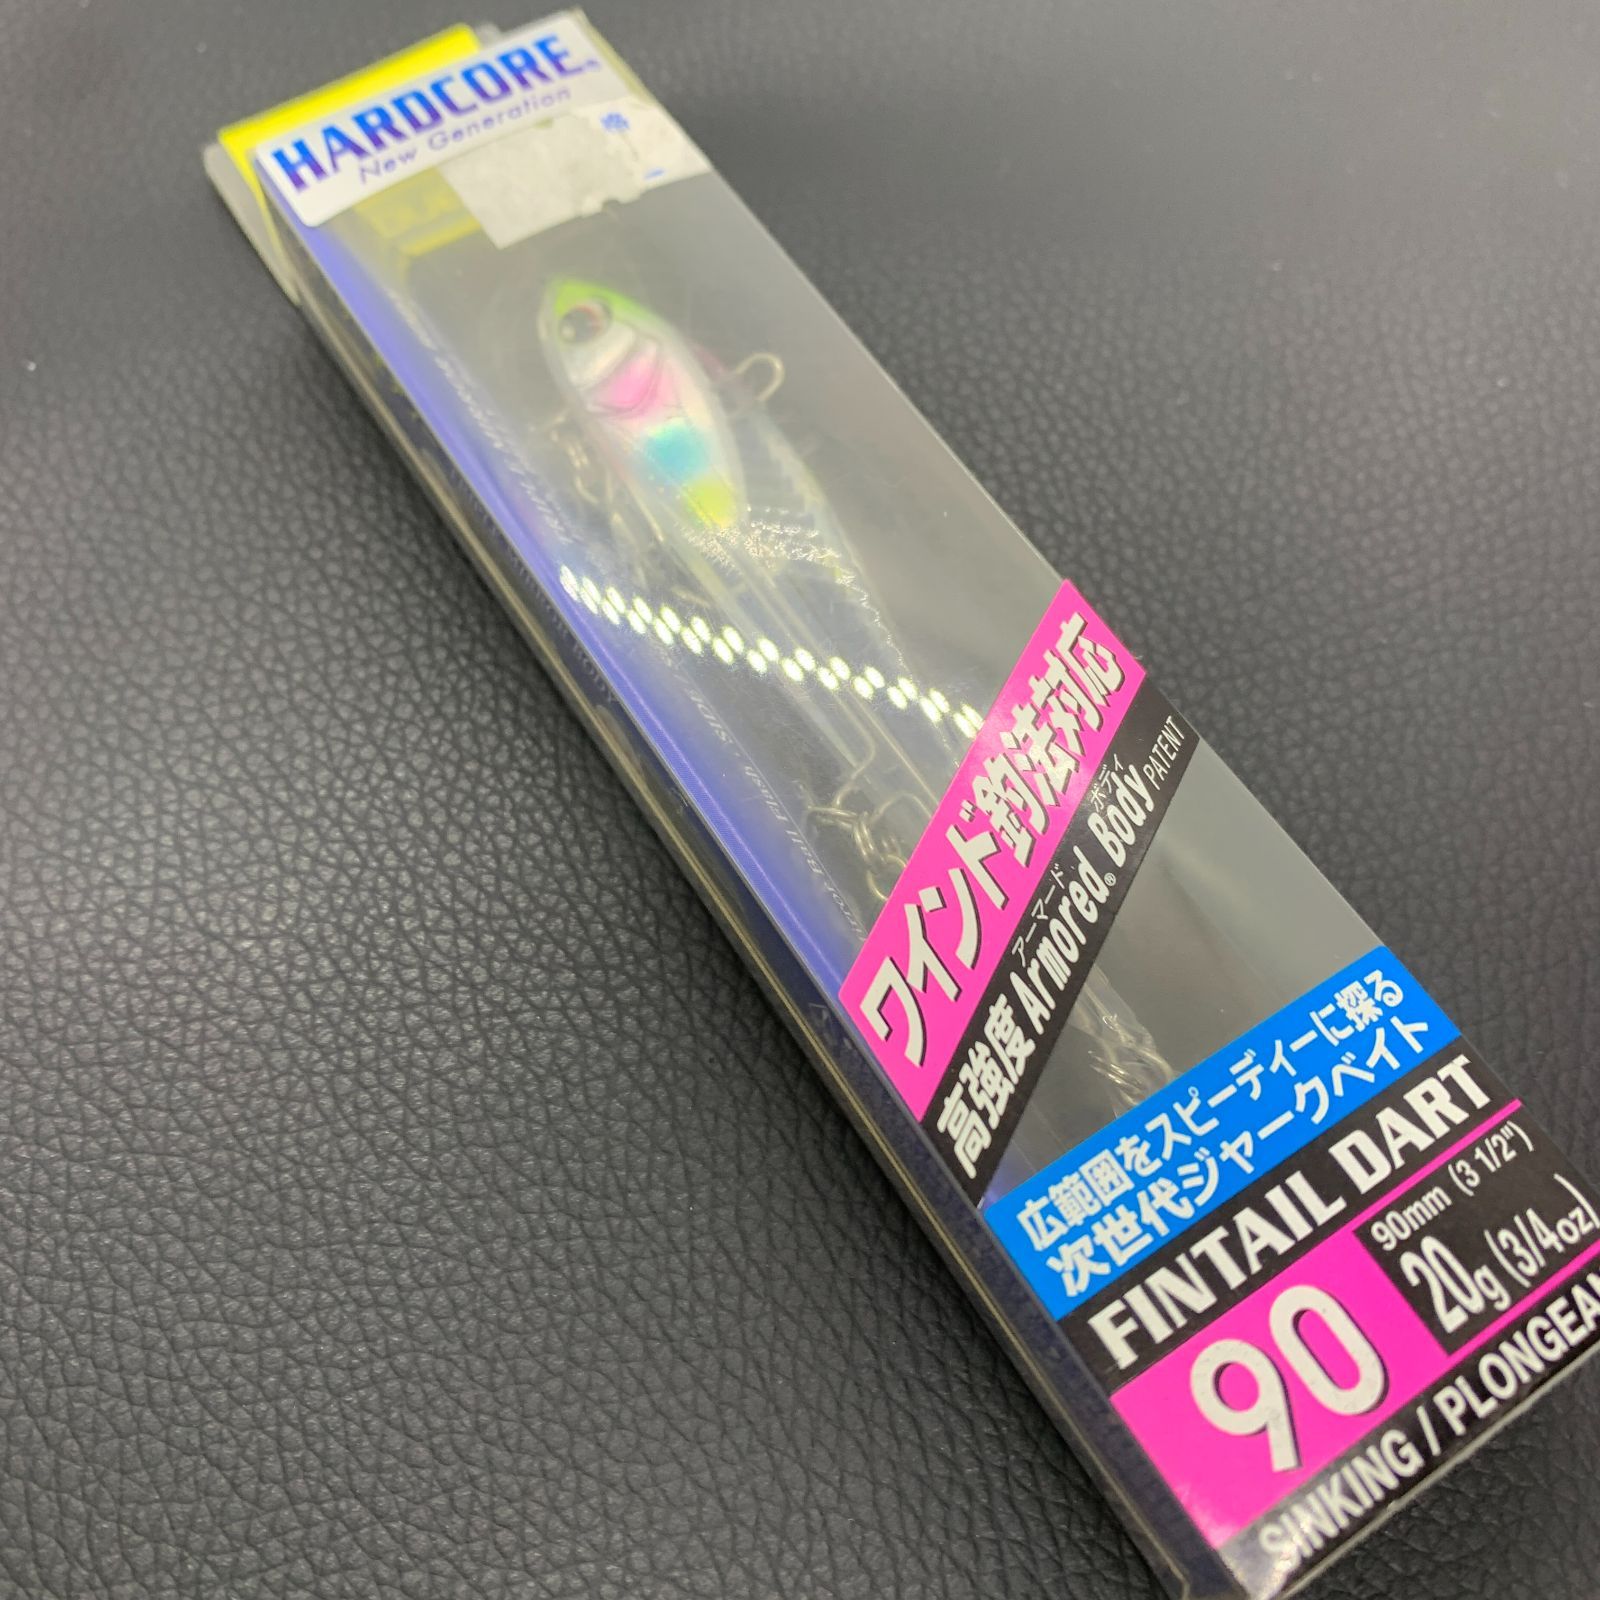 HARDCORE®
New Generation
ワインド釣法対応
アーマード ボディ
高強度 Armored® Body PATENT
広範囲をスピーディーに探る
次世代ジャークベイト
FINTAIL DART
90
90mm (3 1/2")
20g (3/4oz)
SINKING / PLONGEAN